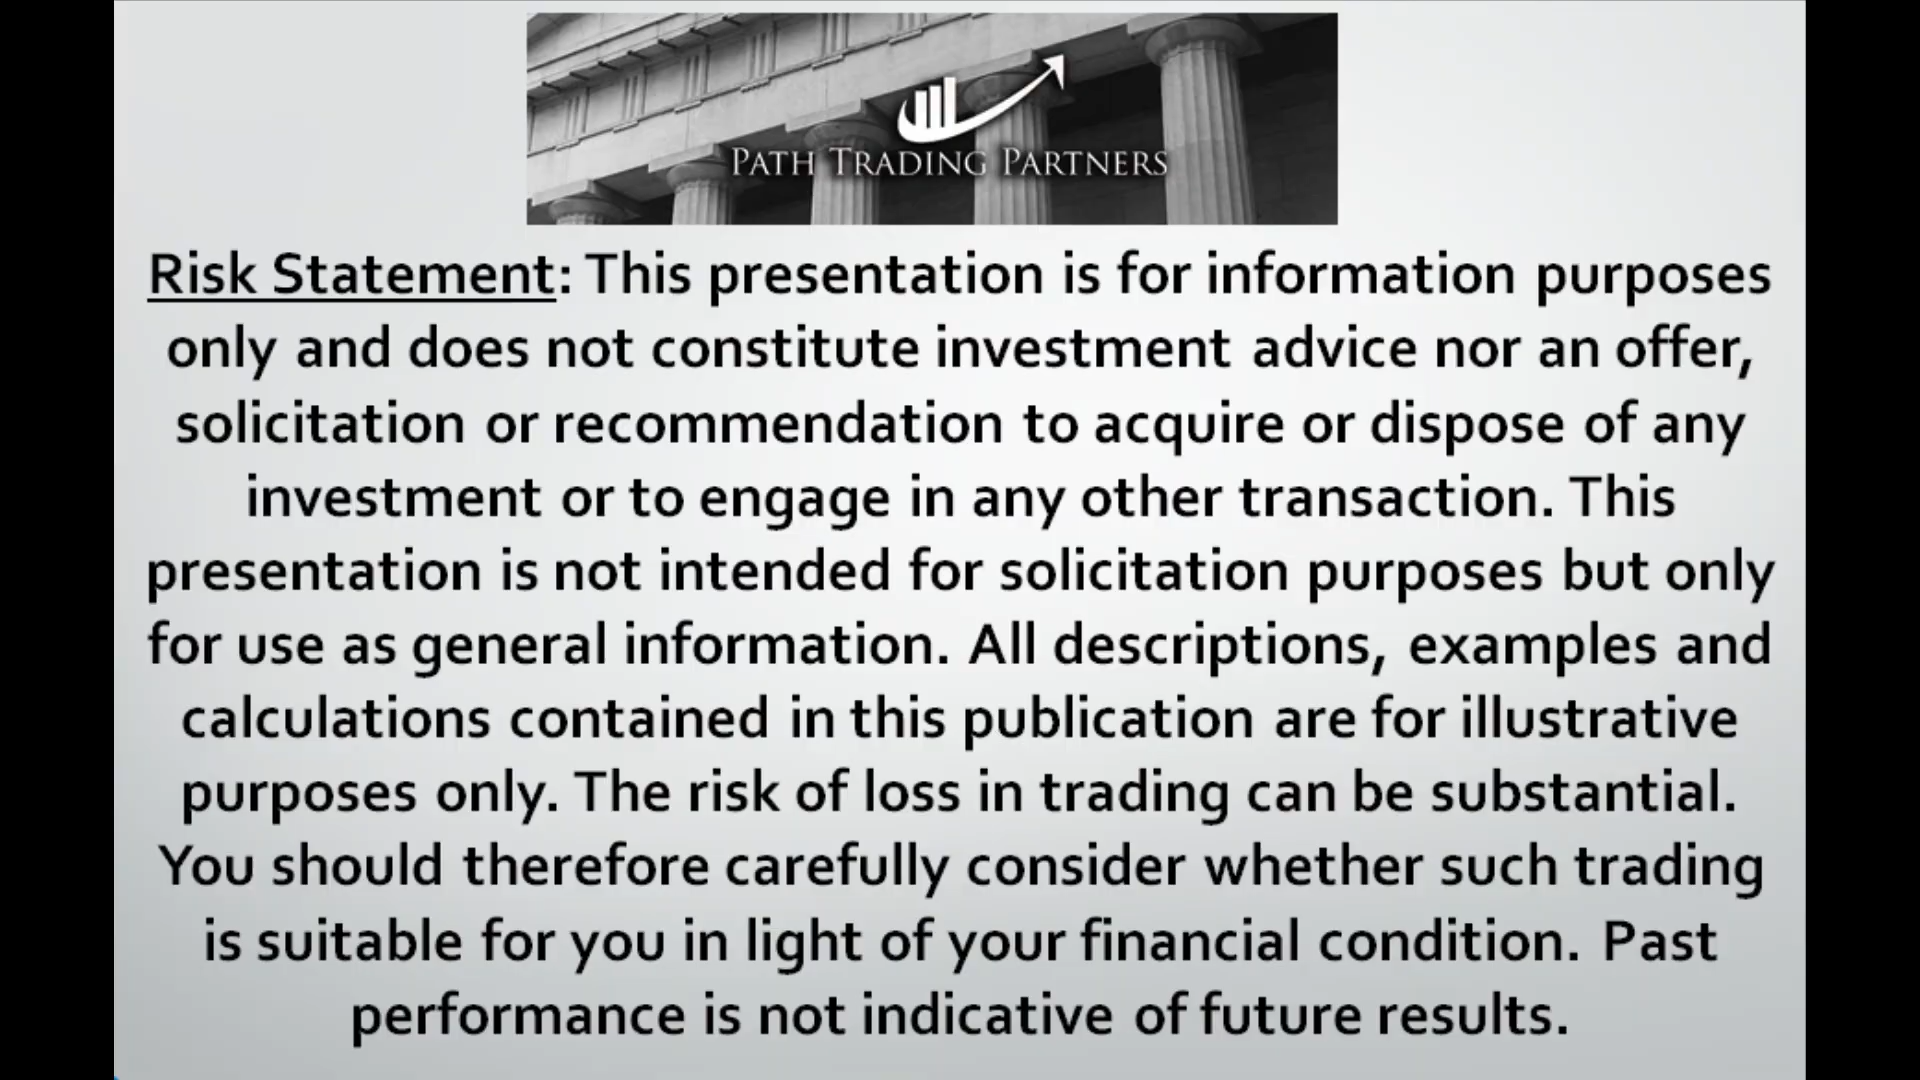 PATH TRADING PARTNERS
Risk Statement: This presentation is for information purposes
only and does not constitute investment advice nor an offer,
solicitation or recommendation to acquire or dispose of any
investment or to engage in any other transaction. This
presentation is not intended for solicitation purposes but only
for use as general information. All descriptions, examples and
calculations contained in this publication are for illustrative
purposes only. The risk of loss in trading can be substantial.
You should therefore carefully consider whether such trading
is suitable for you in light of your financial condition. Past
performance is not indicative of future results.